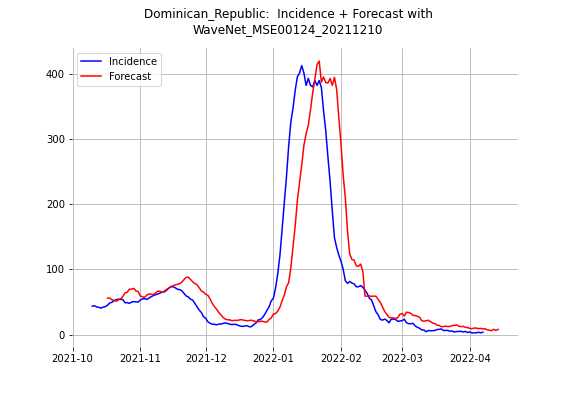 Dominican_Republic:  Incidence + Forecast with
WaveNet_MSE00124_20211210
Incidence
Forecast
400
300
200
100
0
2021-10 2021-11 2021-12 2022-01 2022-02 2022-03 2022-04